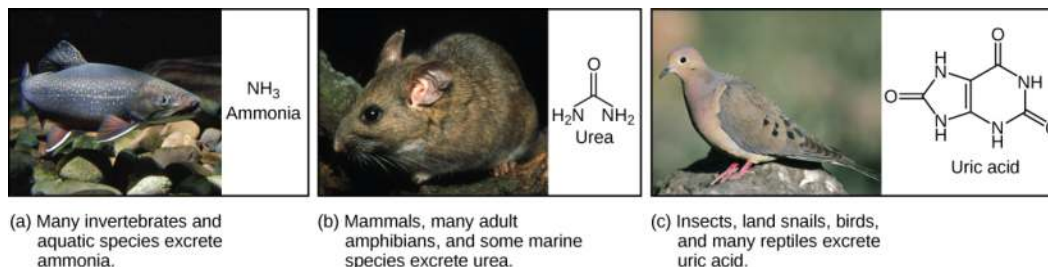 NH₃
Ammonia
O
H₂N NH₂
Urea
O
H
N
NH
O
N
H
N
H
O
Uric acid
(a) Many invertebrates and
aquatic species excrete
ammonia.
(b) Mammals, many adult
amphibians, and some marine
species excrete urea.
(c) Insects, land snails, birds,
and many reptiles excrete
uric acid.